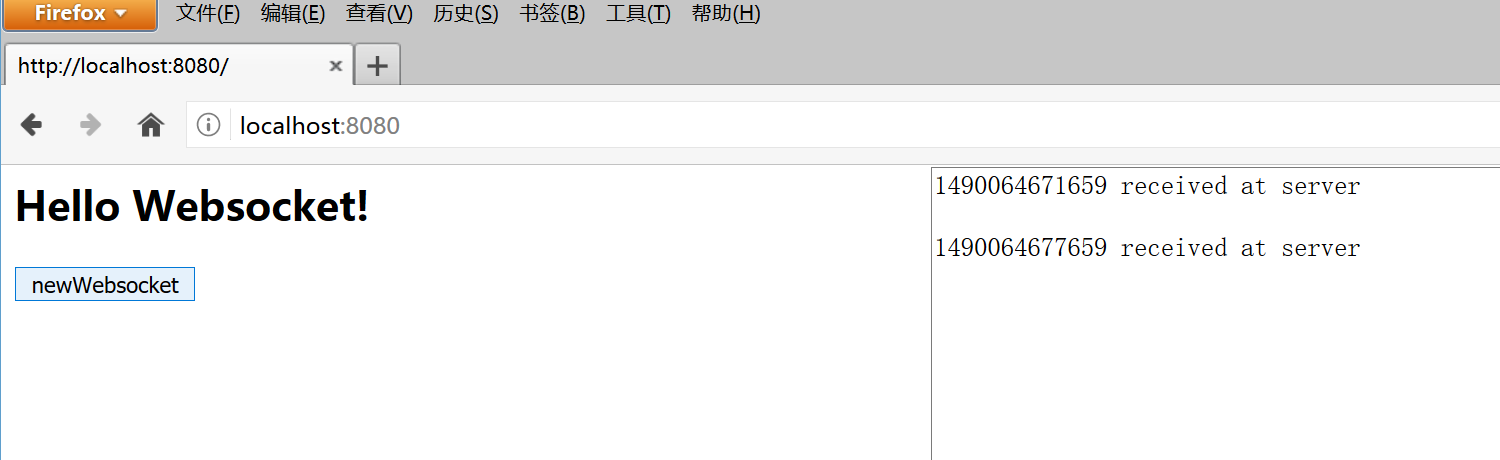 Firefox 文件(F) 编辑(E) 查看(V) 历史(S) 书签(B) 工具(T) 帮助(H)
http://localhost:8080/
localhost:8080
Hello Websocket!
newWebsocket
1490064671659 received at server
1490064677659 received at server